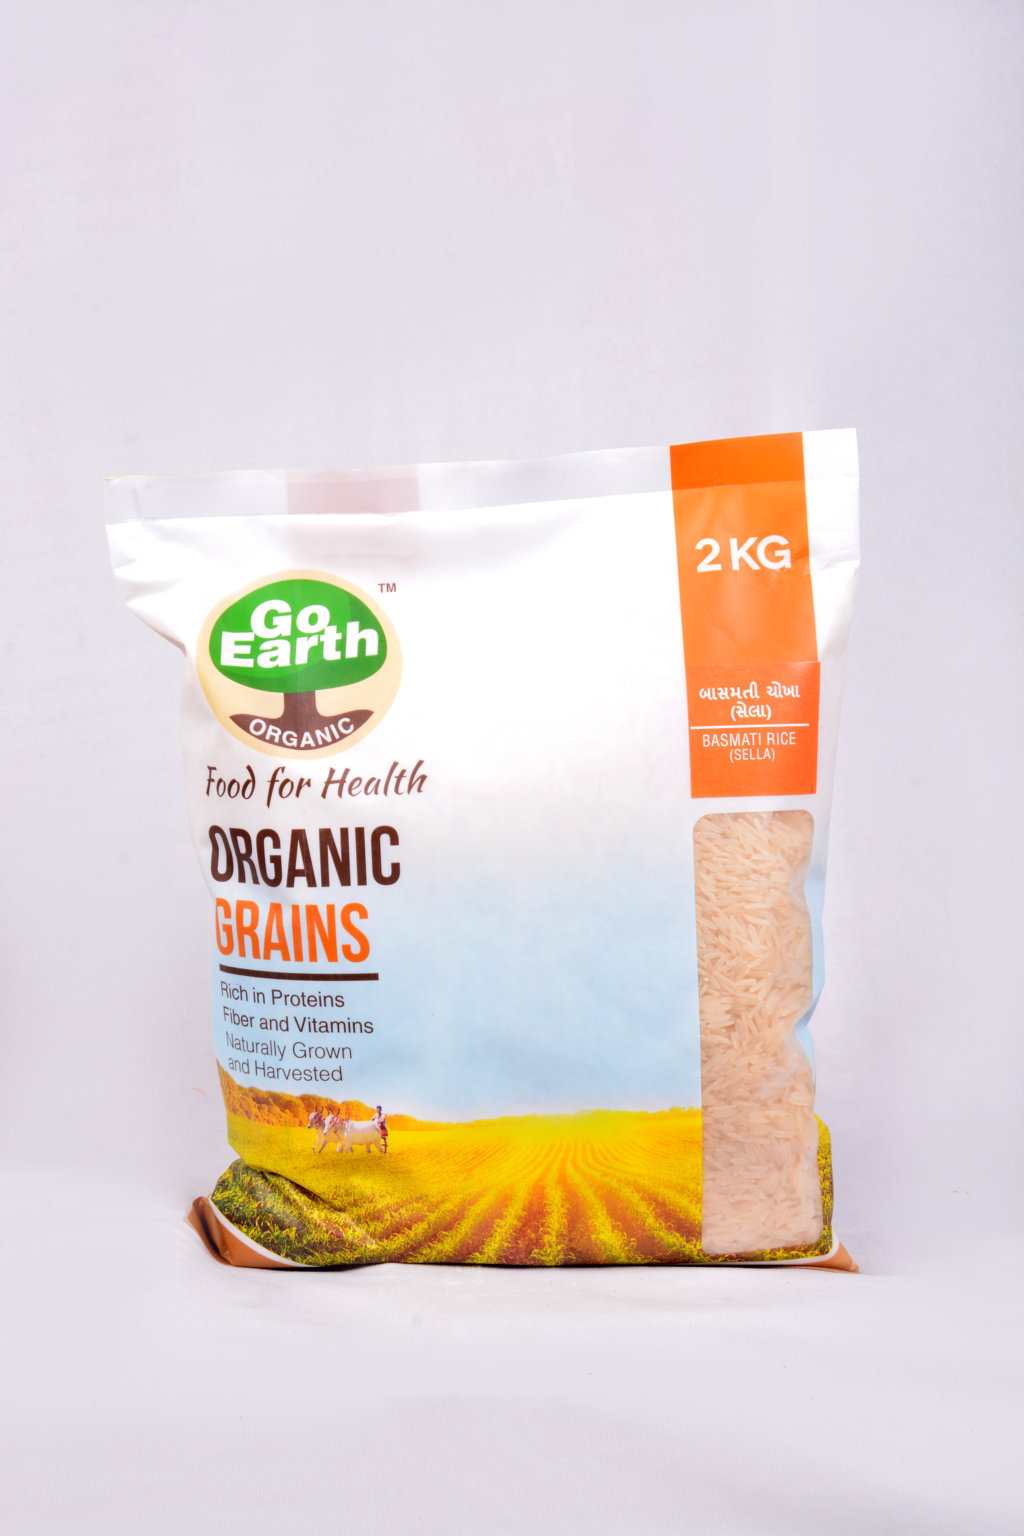 Go
Earth
TM
ORGANIC
Food for Health
ORGANIC
GRAINS
Rich in Proteins
Fiber and Vitamins
Naturally Grown
and Harvested
2 KG
બાસમતી ચોખા
(સેલા)
BASMATI RICE
(SELLA)